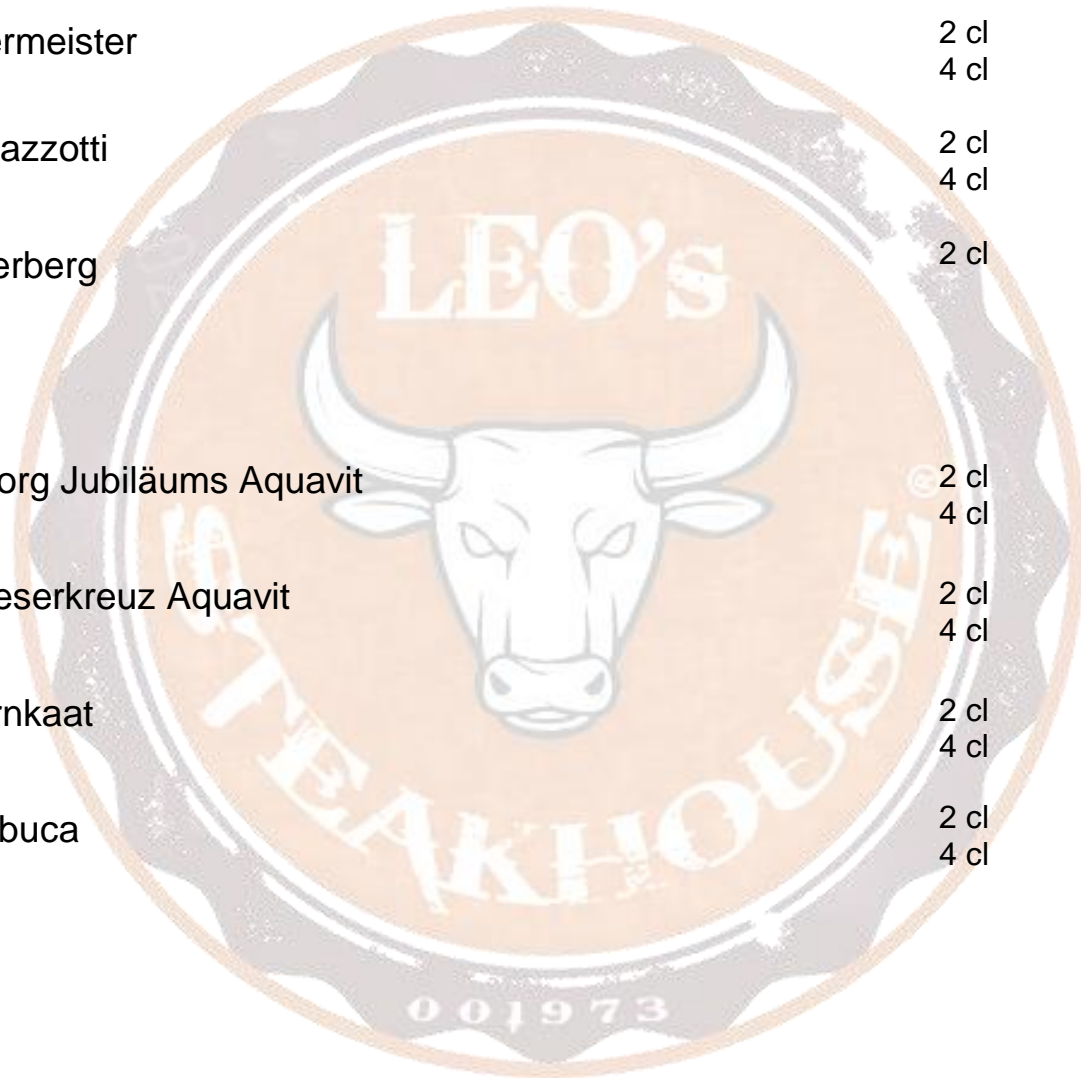 ermeister 2 cl
4 cl
azzotti 2 cl
4 cl
erberg 2 cl
LEO's
org Jubiläums Aquavit 2 cl
4 cl
eserkreuz Aquavit 2 cl
4 cl
rnkaat 2 cl
4 cl
buca 2 cl
4 cl
STEAKHOUSE ®
001973